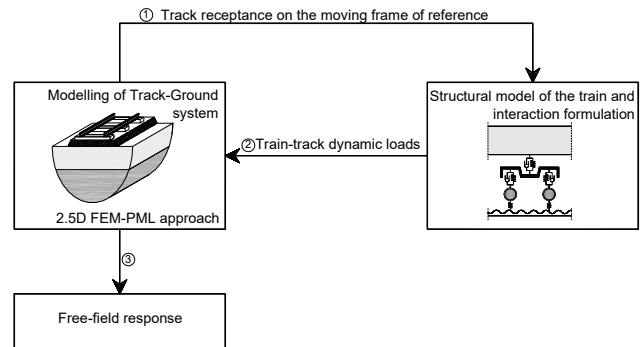 ① Track receptance on the moving frame of reference
Modelling of Track-Ground
system
2.5D FEM-PML approach
Structural model of the train and
interaction formulation
②Train-track dynamic loads
③
Free-field response